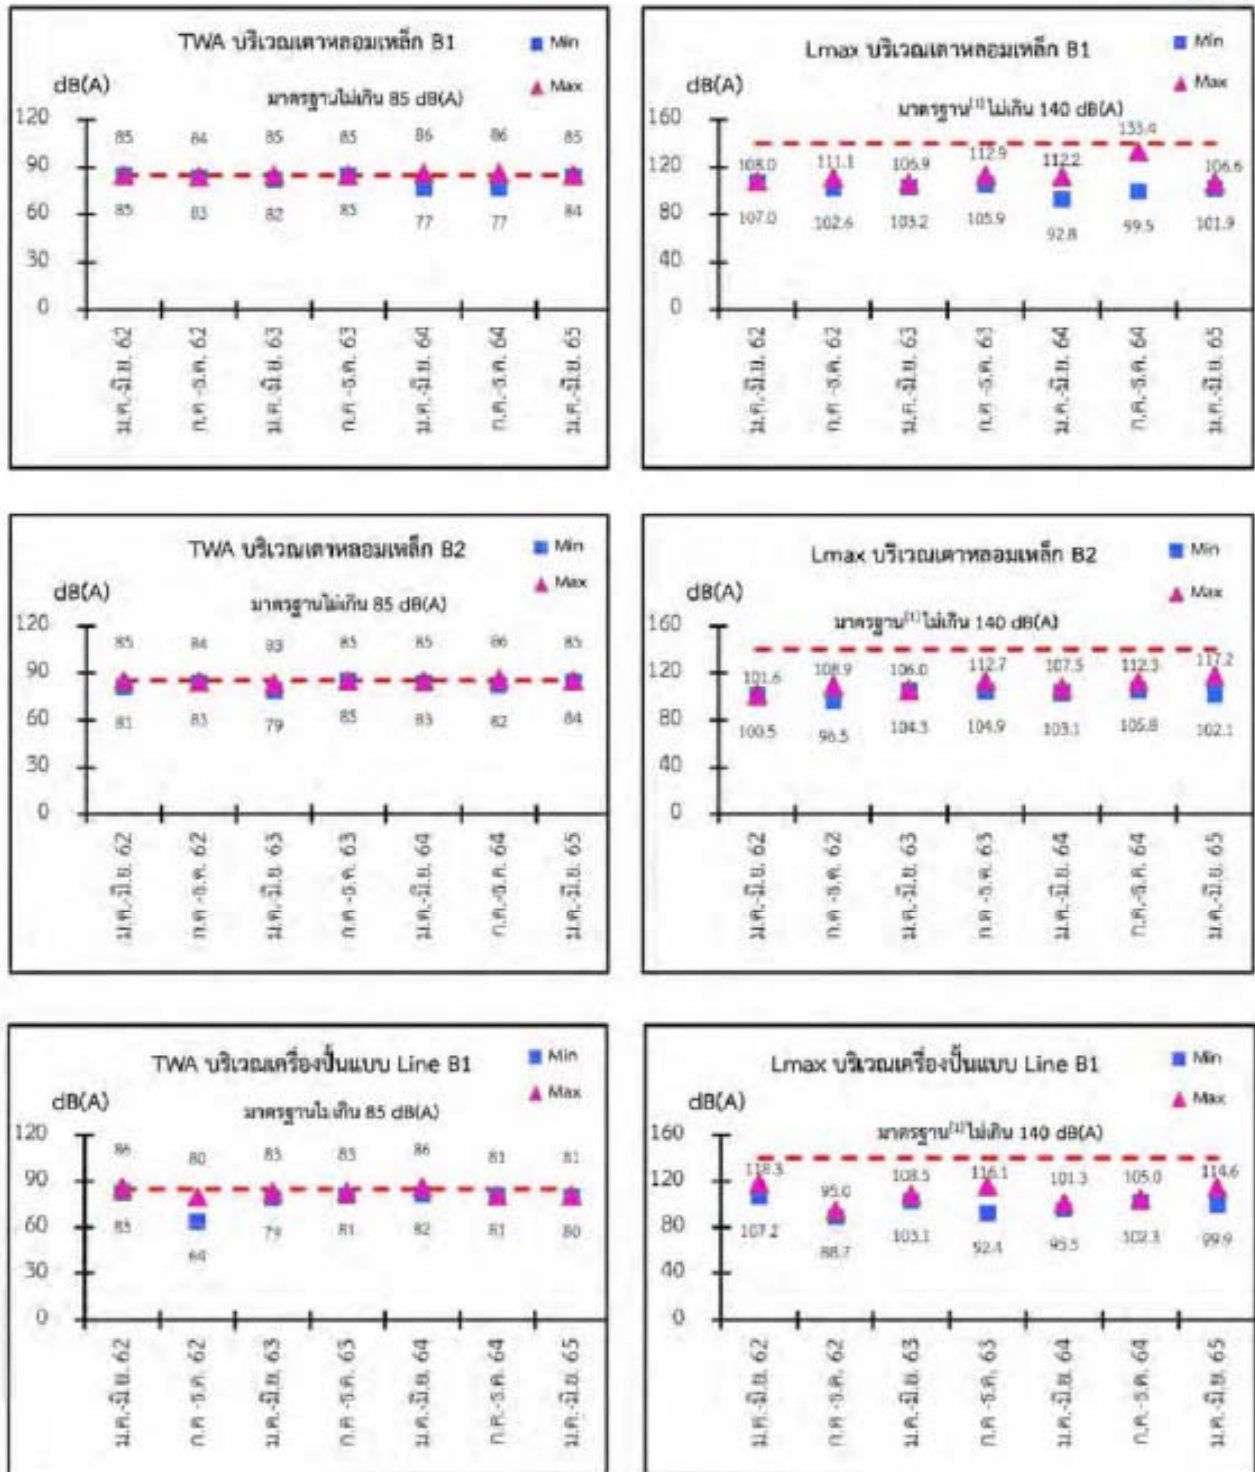 TWA บริเวณเตาหลอมเหล็ก B1
Min
Max
dB(A)
มาตรฐานไม่เกิน 85 dB(A)
120
90
60
30
0
85 84 85 85 86 86 85
85 83 82 85 77 77 84
ม.ค.-มิ.ย. 62
ก.ค -ธ.ค. 62
ม.ค.-มิ.ย. 63
ก.ค -ธ.ค. 63
ม.ค.-มิ.ย. 64
ก.ค.-ธ.ค. 64
ม.ค.-มิ.ย. 65
Lmax บริเวณเตาหลอมเหล็ก B1
Min
Max
dB(A)
มาตรฐาน[1] ไม่เกิน 140 dB(A)
160
120
80
40
0
108.0 111.1 106.9 112.9 112.2 133.4 106.6
107.0 102.6 103.2 105.9 92.8 99.5 101.9
ม.ค.-มิ.ย. 62
ก.ค -ธ.ค. 62
ม.ค.-มิ.ย. 63
ก.ค -ธ.ค. 63
ม.ค.-มิ.ย. 64
ก.ค.-ธ.ค. 64
ม.ค.-มิ.ย. 65
TWA บริเวณเตาหลอมเหล็ก B2
Min
Max
dB(A)
มาตรฐานไม่เกิน 85 dB(A)
120
90
60
30
0
85 84 83 85 85 86 85
81 83 79 85 83 82 84
ม.ค.-มิ.ย. 62
ก.ค -ธ.ค. 62
ม.ค.-มิ.ย. 63
ก.ค -ธ.ค. 63
ม.ค.-มิ.ย. 64
ก.ค.-ธ.ค. 64
ม.ค.-มิ.ย. 65
Lmax บริเวณเตาหลอมเหล็ก B2
Min
Max
dB(A)
มาตรฐาน[1] ไม่เกิน 140 dB(A)
160
120
80
40
0
101.6 108.9 106.0 112.7 107.5 112.3 117.2
100.5 96.5 104.3 104.9 103.1 105.8 102.1
ม.ค.-มิ.ย. 62
ก.ค -ธ.ค. 62
ม.ค.-มิ.ย. 63
ก.ค -ธ.ค. 63
ม.ค.-มิ.ย. 64
ก.ค.-ธ.ค. 64
ม.ค.-มิ.ย. 65
TWA บริเวณเครื่องปั้นแบบ Line B1
Min
Max
dB(A)
มาตรฐานไม่เกิน 85 dB(A)
120
90
60
30
0
86 80 83 83 86 81 81
83 64 79 81 82 81 80
ม.ค.-มิ.ย. 62
ก.ค -ธ.ค. 62
ม.ค.-มิ.ย. 63
ก.ค -ธ.ค. 63
ม.ค.-มิ.ย. 64
ก.ค -ธ.ค. 64
ม.ค.-มิ.ย. 65
Lmax บริเวณเครื่องปั้นแบบ Line B1
Min
Max
dB(A)
มาตรฐาน[1] ไม่เกิน 140 dB(A)
160
120
80
40
0
118.3 95.0 108.5 116.1 101.3 105.0 114.6
107.2 88.7 103.1 92.4 95.5 102.3 99.9
ม.ค.-มิ.ย. 62
ก.ค -ธ.ค. 62
ม.ค.-มิ.ย. 63
ก.ค -ธ.ค. 63
ม.ค.-มิ.ย. 64
ก.ค -ธ.ค. 64
ม.ค.-มิ.ย. 65